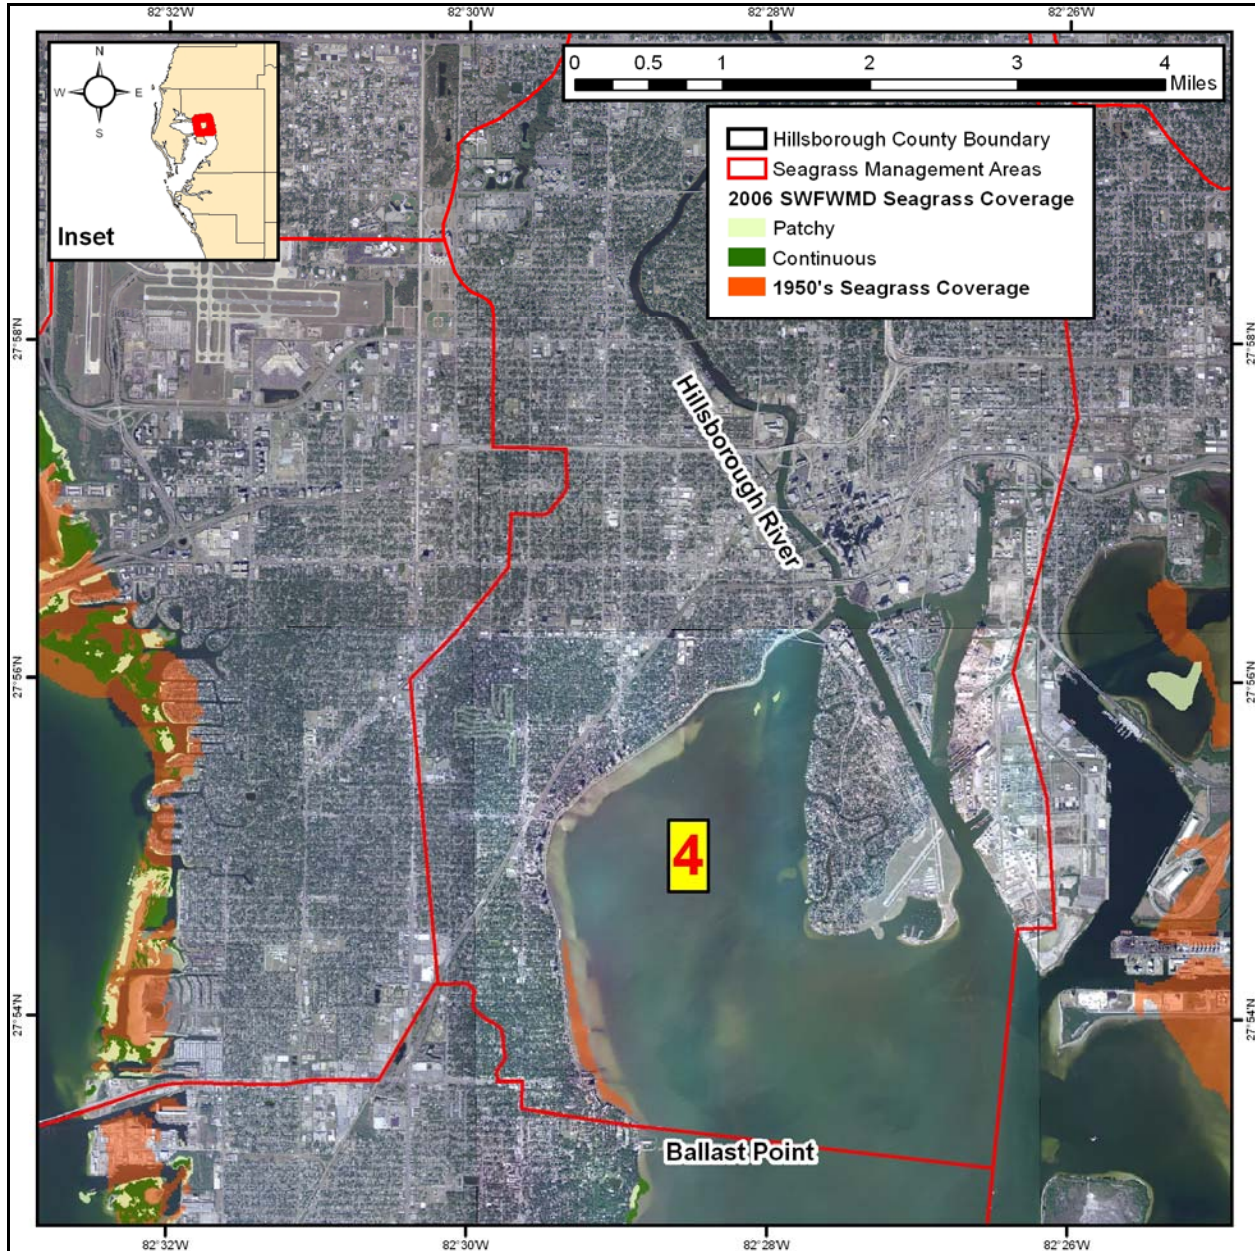 82°32'W 82°30'W 82°28'W 82°26'W
N
W E
S
Inset
0 0.5 1 2 3 4
Miles
Hillsborough County Boundary
Seagrass Management Areas
2006 SWFWMD Seagrass Coverage
Patchy
Continuous
1950's Seagrass Coverage
27°58'N 27°58'N
Hillsborough River
27°56'N 27°56'N
4
27°54'N 27°54'N
Ballast Point
82°32'W 82°30'W 82°28'W 82°26'W